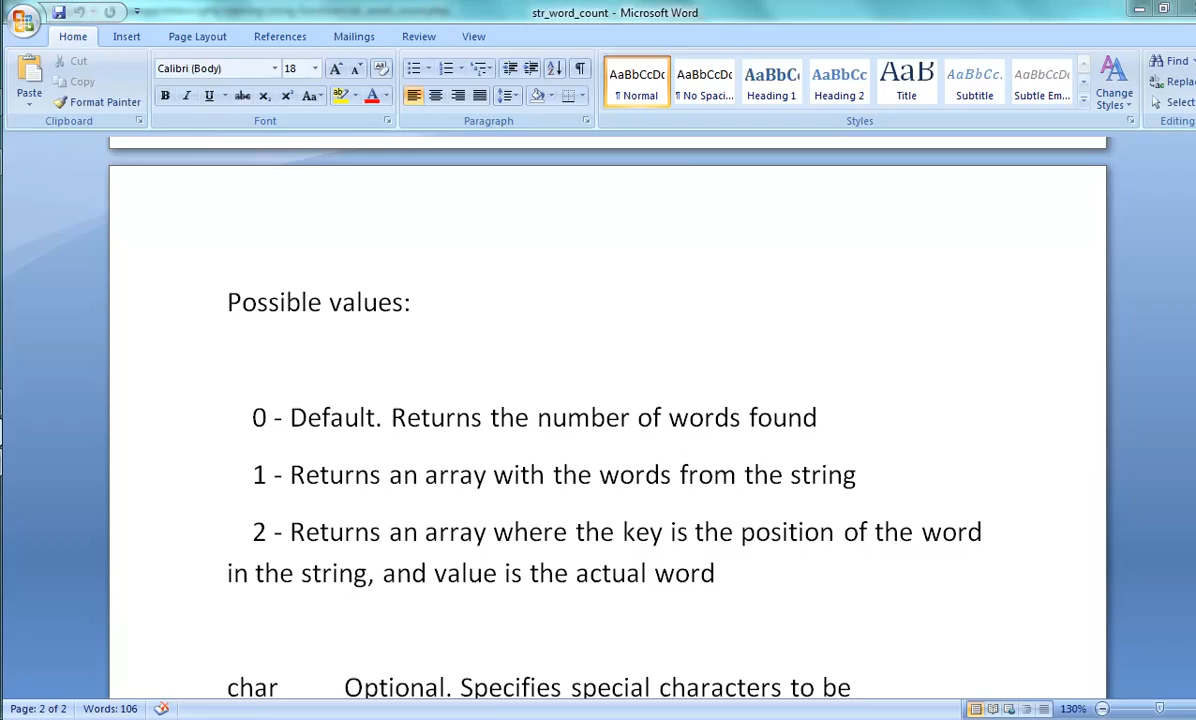 str_word_count - Microsoft Word
Home Insert Page Layout References Mailings Review View
Paste
Cut
Copy
Format Painter
Clipboard
Calibri (Body) 18
Font
Paragraph
AaBbCcDc AaBbCcDc AaBbC AaBbCc AaB AaBbCc. AaBbCcDc
¶ Normal ¶ No Spaci... Heading 1 Heading 2 Title Subtitle Subtle Em...
Change Styles
Styles
Find
Replac
Select
Editing
Possible values:
0 - Default. Returns the number of words found
1 - Returns an array with the words from the string
2 - Returns an array where the key is the position of the word
in the string, and value is the actual word
char Optional. Specifies special characters to be
Page: 2 of 2 Words: 106 130%